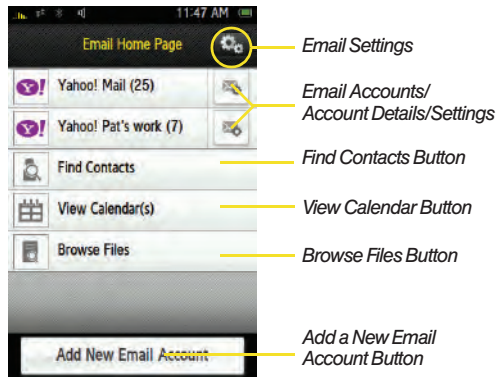 11:47 AM
Email Home Page
Email Settings
Y! Yahoo! Mail (25)
Email Accounts/
Account Details/Settings
Y! Yahoo! Pat's work (7)
Find Contacts
Find Contacts Button
View Calendar(s)
View Calendar Button
Browse Files
Browse Files Button
Add New Email Account
Add a New Email
Account Button